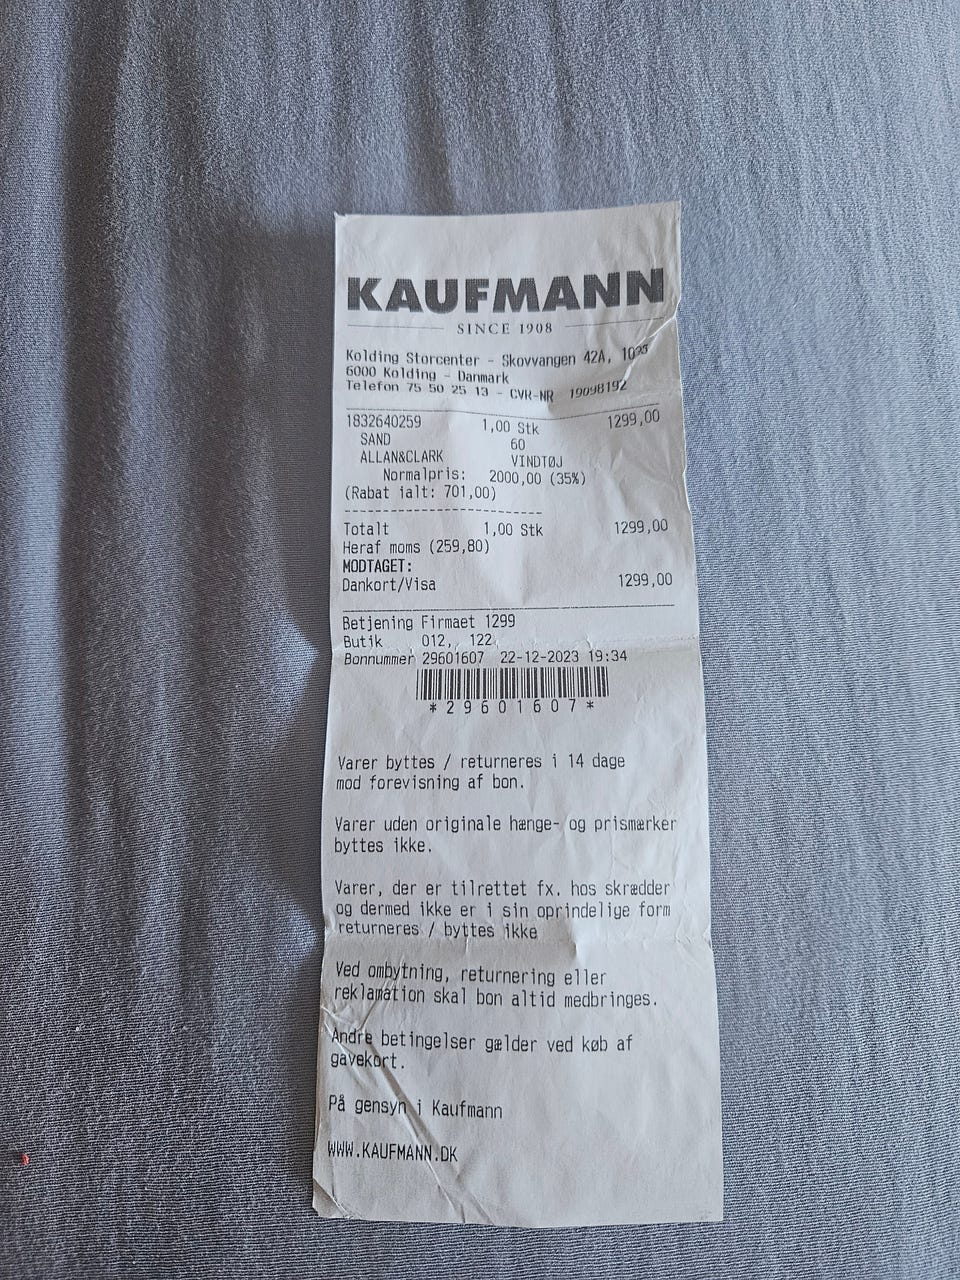 KAUFMANN
SINCE 1908
Kolding Storcenter - Skovvangen 42A,
6000 Kolding - Danmark
Telefon 75 50 25 13 - CVR-NR 19098192
1832640259 1,00 Stk 1299,00
SAND 60
ALLAN&CLARK VINDTØJ
Normalpris: 2000,00 (35%)
(Rabat ialt: 701,00)
------------------------
Totalt 1,00 Stk 1299,00
Heraf moms (259,80)
MODTAGET:
Dankort/Visa 1299,00
Betjening Firmaet 1299
Butik 012, 122
Bonnummer 29601607 22-12-2023 19:34
*29601607*
Varer byttes / returneres i 14 dage
mod forevisning af bon.
Varer uden originale hænge- og prismærker
byttes ikke.
Varer, der er tilrettet fx. hos skrædder
og dermed ikke er i sin oprindelige form
returneres / byttes ikke
Ved ombytning, returnering eller
reklamation skal bon altid medbringes.
Andre betingelser gælder ved køb af
gavekort.
På gensyn i Kaufmann
WWW.KAUFMANN.DK